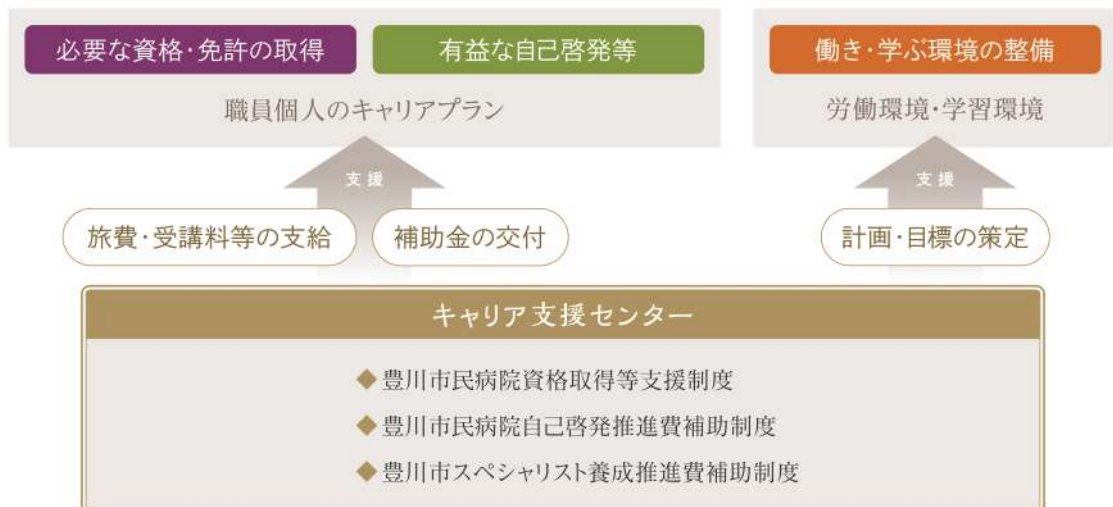 必要な資格・免許の取得
有益な自己啓発等
働き・学ぶ環境の整備
職員個人のキャリアプラン
労働環境・学習環境
支援
支援
旅費・受講料等の支給
補助金の交付
計画・目標の策定
キャリア支援センター
◆豊川市民病院資格取得等支援制度
◆豊川市民病院自己啓発推進費補助制度
◆豊川市スペシャリスト養成推進費補助制度